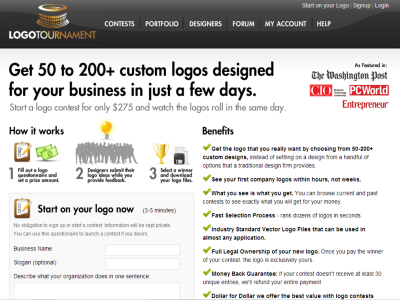 Start on your Logo | Signup | Login
LOGOTOURNAMENT
CONTESTS
PORTFOLIO
DESIGNERS
FORUM
MY ACCOUNT
HELP
Get 50 to 200+ custom logos designed
for your business in just a few days.
Start a logo contest for only $275 and watch the logos roll in the same day.
As Featured in:
The Washington Post
CIO
PCWorld
Entrepreneur
How it works
1
Fill out a logo
questionnaire
and set a prize amount.
2
Designers submit their
logo ideas while you
provide feedback.
3
Select a winner
and download
your logo files.
Start on your logo now (3-5 minutes)
No obligation to sign up or start a contest. Information will be kept private.
You can use this questionnaire to launch a contest if you desire.
Business Name:
Slogan (optional):
Describe what your organization does in one sentence:
Benefits
Get the logo that you really want by choosing from 50-200+
custom designs, instead of settling on a design from a handful of
options that a traditional design firm provides.
See your first company logos within hours, not weeks.
What you see is what you get. You can browse current and past
contests to see exactly what you will get for your money.
Fast Selection Process - rank dozens of logos in seconds.
Industry Standard Vector Logo Files that can be used in
almost any application.
Full Legal Ownership of your new logo. Once you pay the winner of
your contest, the logo is exclusively yours.
Money Back Guarantee: If your contest doesn't receive at least 30
unique entries, we'll refund your entire payment.
Dollar for Dollar we offer the best value with logo contests